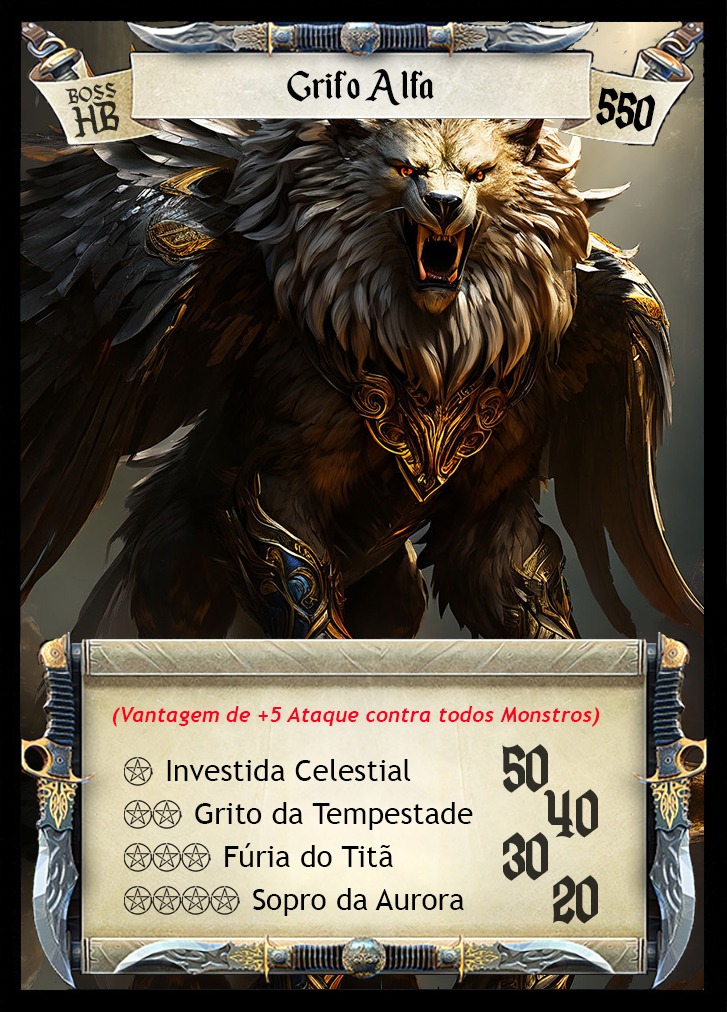 Grifo Alfa
BOSS
HB
550
(Vantagem de +5 Ataque contra todos Monstros)
Investida Celestial 50
Grito da Tempestade 40
Fúria do Titã 30
Sopro da Aurora 20